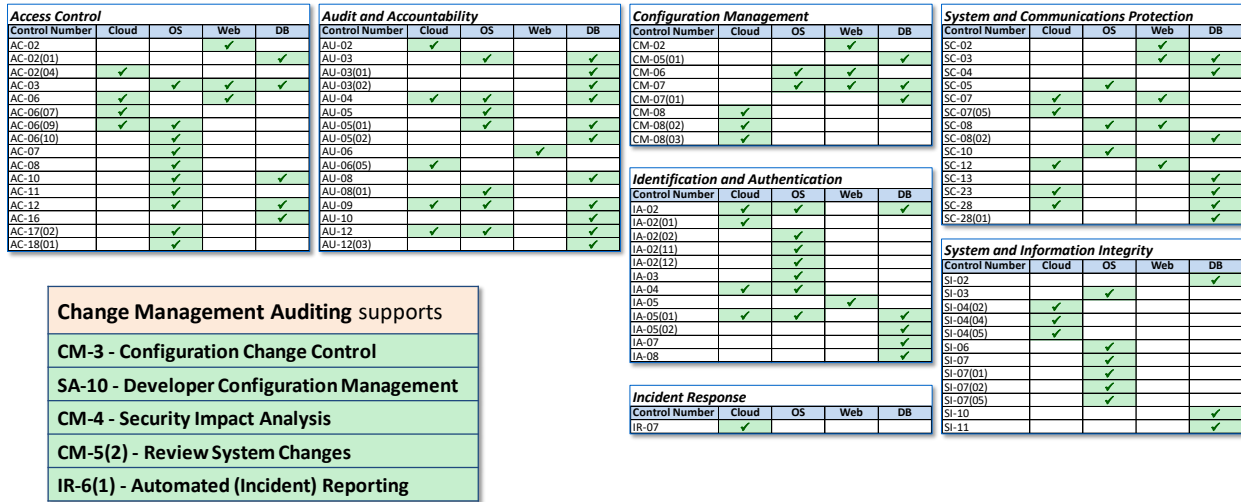 Access Control
Control Number Cloud OS Web DB
AC-02 ✓
AC-02(01) ✓
AC-02(04) ✓
AC-03 ✓ ✓ ✓
AC-06 ✓ ✓
AC-06(07) ✓
AC-06(09) ✓ ✓
AC-06(10) ✓
AC-07 ✓
AC-08 ✓
AC-10 ✓ ✓
AC-11 ✓
AC-12 ✓ ✓
AC-16 ✓
AC-17(02) ✓
AC-18(01) ✓
Audit and Accountability
Control Number Cloud OS Web DB
AU-02 ✓
AU-03 ✓ ✓
AU-03(01) ✓
AU-03(02) ✓
AU-04 ✓ ✓ ✓
AU-05 ✓
AU-05(01) ✓ ✓
AU-05(02) ✓
AU-06 ✓
AU-06(05) ✓
AU-08 ✓
AU-08(01) ✓
AU-09 ✓ ✓ ✓
AU-10 ✓
AU-12 ✓ ✓ ✓
AU-12(03) ✓
Configuration Management
Control Number Cloud OS Web DB
CM-02 ✓
CM-05(01) ✓
CM-06 ✓ ✓
CM-07 ✓ ✓ ✓
CM-07(01) ✓
CM-08 ✓
CM-08(02) ✓
CM-08(03) ✓
Identification and Authentication
Control Number Cloud OS Web DB
IA-02 ✓ ✓ ✓
IA-02(01) ✓
IA-02(02) ✓
IA-02(11) ✓
IA-02(12) ✓
IA-03 ✓
IA-04 ✓ ✓
IA-05 ✓
IA-05(01) ✓ ✓ ✓
IA-05(02) ✓
IA-07 ✓
IA-08 ✓
Incident Response
Control Number Cloud OS Web DB
IR-07 ✓
System and Communications Protection
Control Number Cloud OS Web DB
SC-02 ✓
SC-03 ✓ ✓
SC-04 ✓
SC-05 ✓
SC-07 ✓ ✓
SC-07(05) ✓
SC-08 ✓ ✓
SC-08(02) ✓
SC-10 ✓
SC-12 ✓ ✓
SC-13 ✓
SC-23 ✓ ✓
SC-28 ✓ ✓
SC-28(01) ✓
System and Information Integrity
Control Number Cloud OS Web DB
SI-02 ✓
SI-03 ✓
SI-04(02) ✓
SI-04(04) ✓
SI-04(05) ✓
SI-06 ✓
SI-07 ✓
SI-07(01) ✓
SI-07(02) ✓
SI-07(05) ✓
SI-10 ✓
SI-11 ✓
Change Management Auditing supports
CM-3 - Configuration Change Control
SA-10 - Developer Configuration Management
CM-4 - Security Impact Analysis
CM-5(2) - Review System Changes
IR-6(1) - Automated (Incident) Reporting